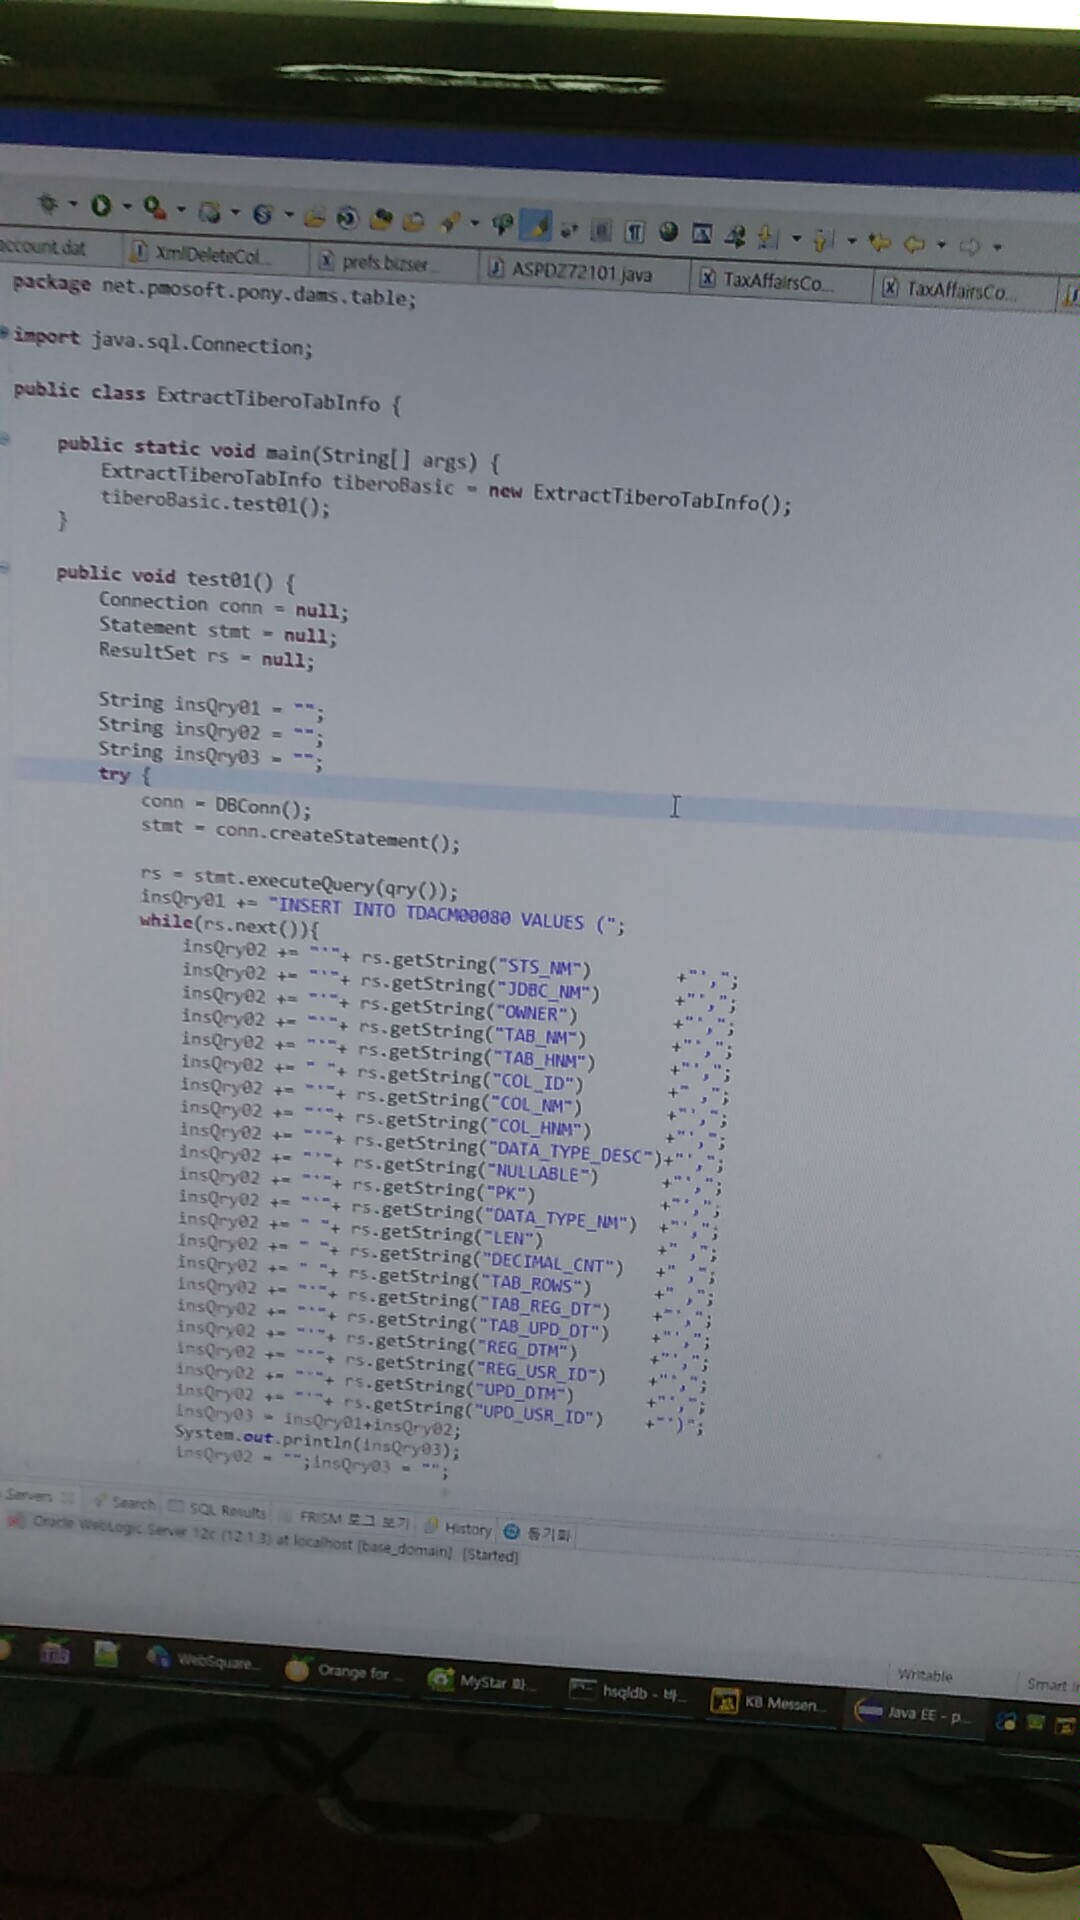 account.dat XmlDeleteCol... prefs.bizser... ASPDZ72101.java TaxAffairsCo... TaxAffairsCo...
package net.pmosoft.pony.dams.table;
import java.sql.Connection;
public class ExtractTiberoTabInfo {
public static void main(String[] args) {
ExtractTiberoTabInfo tiberoBasic = new ExtractTiberoTabInfo();
tiberoBasic.test01();
}
public void test01() {
Connection conn = null;
Statement stmt = null;
ResultSet rs = null;
String insQry01 = "";
String insQry02 = "";
String insQry03 = "";
try {
conn = DBConn();
stmt = conn.createStatement();
rs = stmt.executeQuery(qry());
insQry01 += "INSERT INTO TDACM00080 VALUES (";
while(rs.next()){
insQry02 += "'"+ rs.getString("STS_NM") +"',";
insQry02 += "'"+ rs.getString("JDBC_NM") +"',";
insQry02 += "'"+ rs.getString("OWNER") +"',";
insQry02 += "'"+ rs.getString("TAB_NM") +"',";
insQry02 += "'"+ rs.getString("TAB_HNM") +"',";
insQry02 += " "+ rs.getString("COL_ID") +" ,";
insQry02 += "'"+ rs.getString("COL_NM") +"',";
insQry02 += "'"+ rs.getString("COL_HNM") +"',";
insQry02 += "'"+ rs.getString("DATA_TYPE_DESC")+"',";
insQry02 += "'"+ rs.getString("NULLABLE") +"',";
insQry02 += "'"+ rs.getString("PK") +"',";
insQry02 += "'"+ rs.getString("DATA_TYPE_NM") +"',";
insQry02 += " "+ rs.getString("LEN") +" ,";
insQry02 += " "+ rs.getString("DECIMAL_CNT") +" ,";
insQry02 += " "+ rs.getString("TAB_ROWS") +" ,";
insQry02 += "'"+ rs.getString("TAB_REG_DT") +"',";
insQry02 += "'"+ rs.getString("TAB_UPD_DT") +"',";
insQry02 += "'"+ rs.getString("REG_DTM") +"',";
insQry02 += "'"+ rs.getString("REG_USR_ID") +"',";
insQry02 += "'"+ rs.getString("UPD_DTM") +"',";
insQry02 += "'"+ rs.getString("UPD_USR_ID") +"')";
insQry03 = insQry01+insQry02;
System.out.println(insQry03);
insQry02 = "";insQry03 = "";
Servers Search SQL Results FRISM 로그 보기 History 동기화
Oracle WebLogic Server 12c (12.1.3) at localhost [base_domain] [Started]
Writable Smart
WebSquare... Orange for ... MyStar 화... hsqldb - 바... KB Messen... Java EE - p...